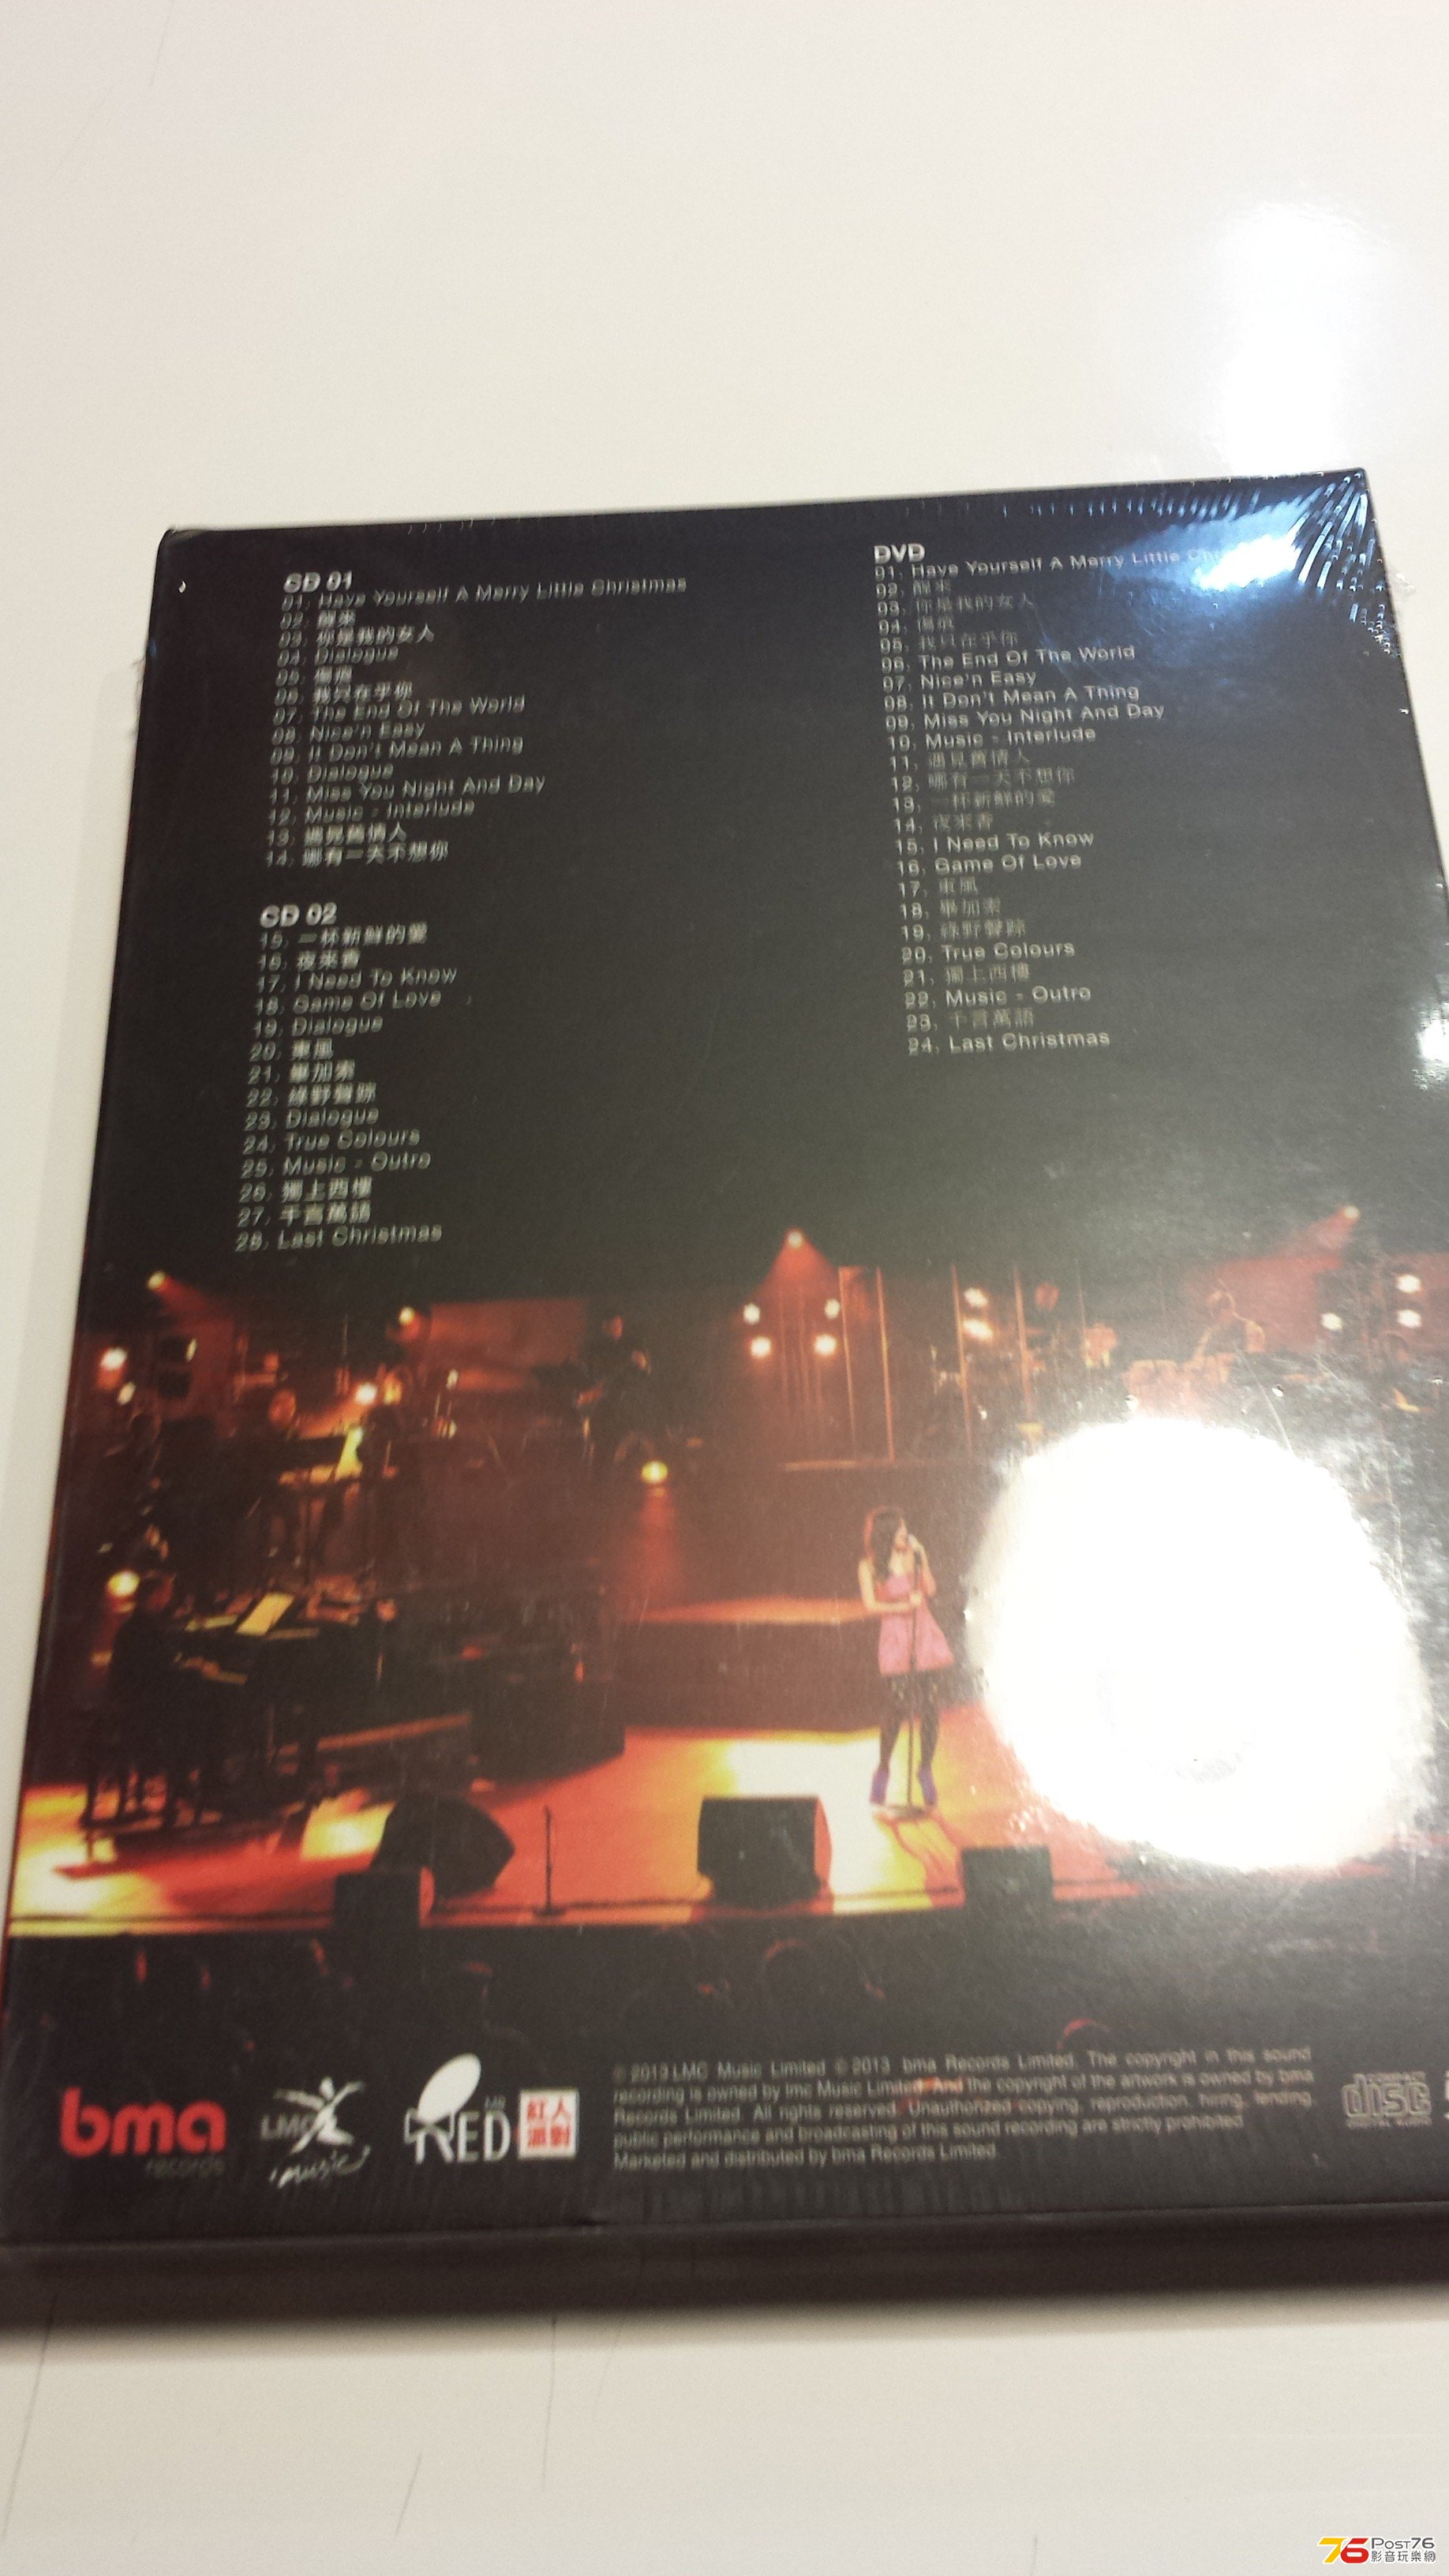 CD 01
01. Have Yourself A Merry Little Christmas
02. 醒來
03. 你是我的女人
04. Dialogue
05. 傷痕
06. 我只在乎你
07. The End Of The World
08. Nice'n Easy
09. It Don't Mean A Thing
10. Dialogue
11. Miss You Night And Day
12. Music - Interlude
13. 遇見舊情人
14. 哪有一天不想你
CD 02
15. 一杯新鮮的愛
16. 夜來香
17. I Need To Know
18. Game Of Love
19. Dialogue
20. 東風
21. 畢加索
22. 綠野聲踪
23. Dialogue
24. True Colours
25. Music - Outro
26. 獨上西樓
27. 千言萬語
28. Last Christmas
DVD
01. Have Yourself A Merry Little
02. 醒來
03. 你是我的女人
04. 傷痕
05. 我只在乎你
06. The End Of The World
07. Nice'n Easy
08. It Don't Mean A Thing
09. Miss You Night And Day
10. Music - Interlude
11. 遇見舊情人
12. 哪有一天不想你
13. 一杯新鮮的愛
14. 夜來香
15. I Need To Know
16. Game Of Love
17. 東風
18. 畢加索
19. 綠野聲踪
20. True Colours
21. 獨上西樓
22. Music - Outro
23. 千言萬語
24. Last Christmas
bma
records
LMC
music
RED
紅人
派對
2013 LMC Music Limited © 2013 bma Records Limited. The copyright in this sound
recording is owned by lmc Music Limited. And the copyright of the artwork is owned by bma
Records Limited. All rights reserved. Unauthorized copying, reproduction, hiring, lending,
public performance and broadcasting of this sound recording are strictly prohibited.
Marketed and distributed by bma Records Limited.
disc
DIGITAL AUDIO
76 POST76
影音玩樂網